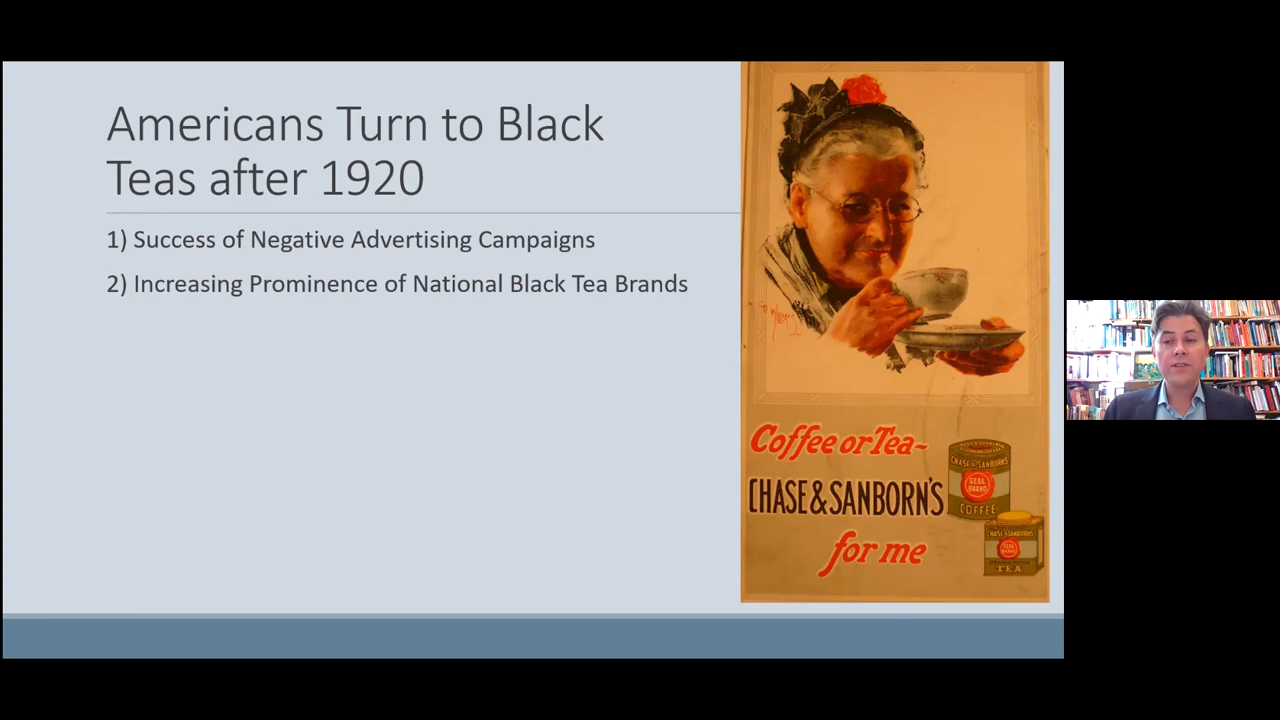 Americans Turn to Black
Teas after 1920
1) Success of Negative Advertising Campaigns
2) Increasing Prominence of National Black Tea Brands
Coffee or Tea~
CHASE & SANBORN'S
for me
CHASE & SANBORN'S
SEAL
BRAND
COFFEE
CHASE & SANBORN'S
SEAL
BRAND
TEA